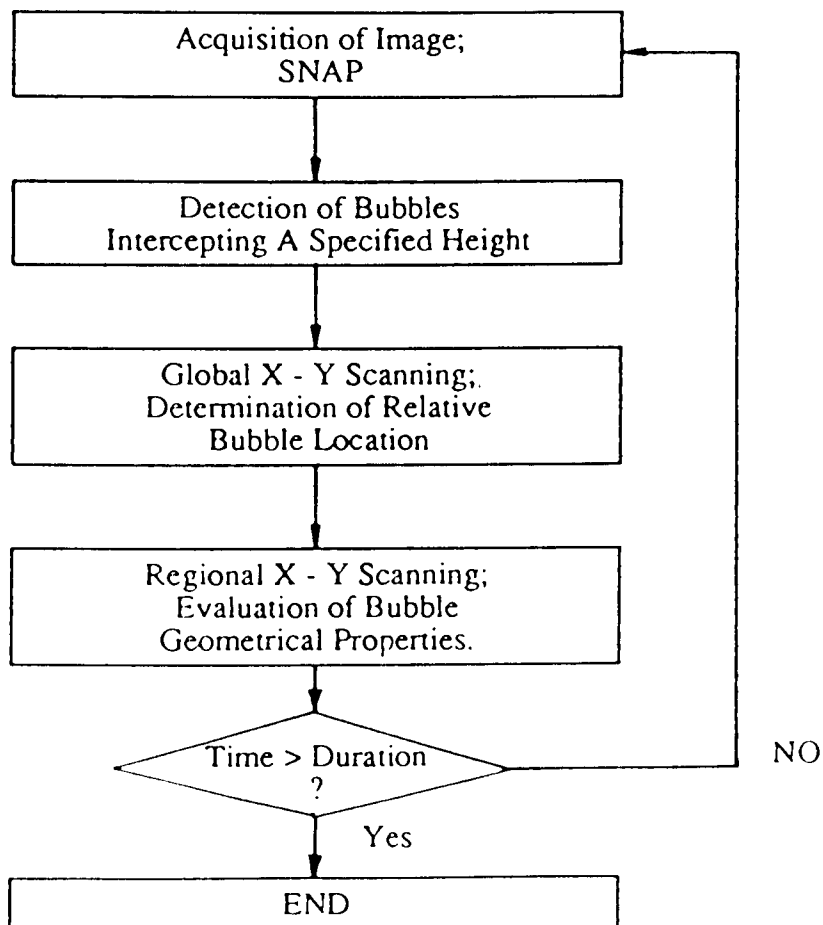 Acquisition of Image;
SNAP
Detection of Bubbles
Intercepting A Specified Height
Global X - Y Scanning;
Determination of Relative
Bubble Location
Regional X - Y Scanning;
Evaluation of Bubble
Geometrical Properties.
Time > Duration
?
NO
Yes
END